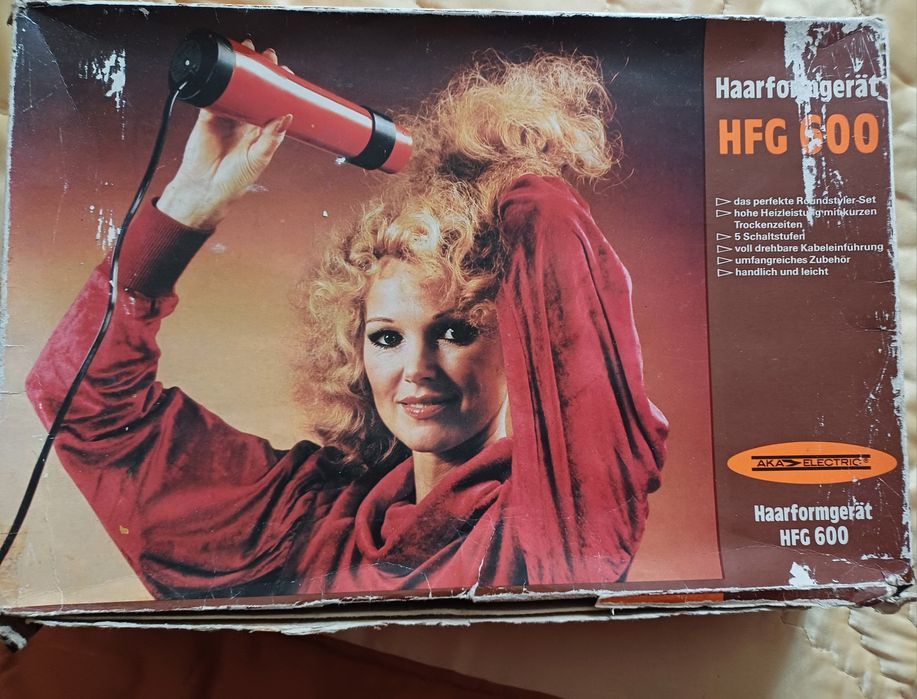 Haarformgerät
HFG 600
das perfekte Roundstyler-Set
hohe Heizleistung mit kurzen
Trockenzeiten
5 Schaltstufen
voll drehbare Kabeleinführung
umfangreiches Zubehör
handlich und leicht
AKA ELECTRIC ®
Haarformgerät
HFG 600